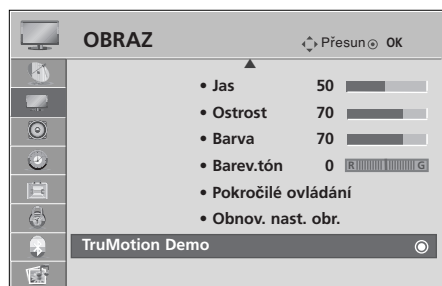 OBRAZ Přesun OK
• Jas 50
• Ostrost 70
• Barva 70
• Barev.tón 0 R G
• Pokročilé ovládání
• Obnov. nast. obr.
TruMotion Demo